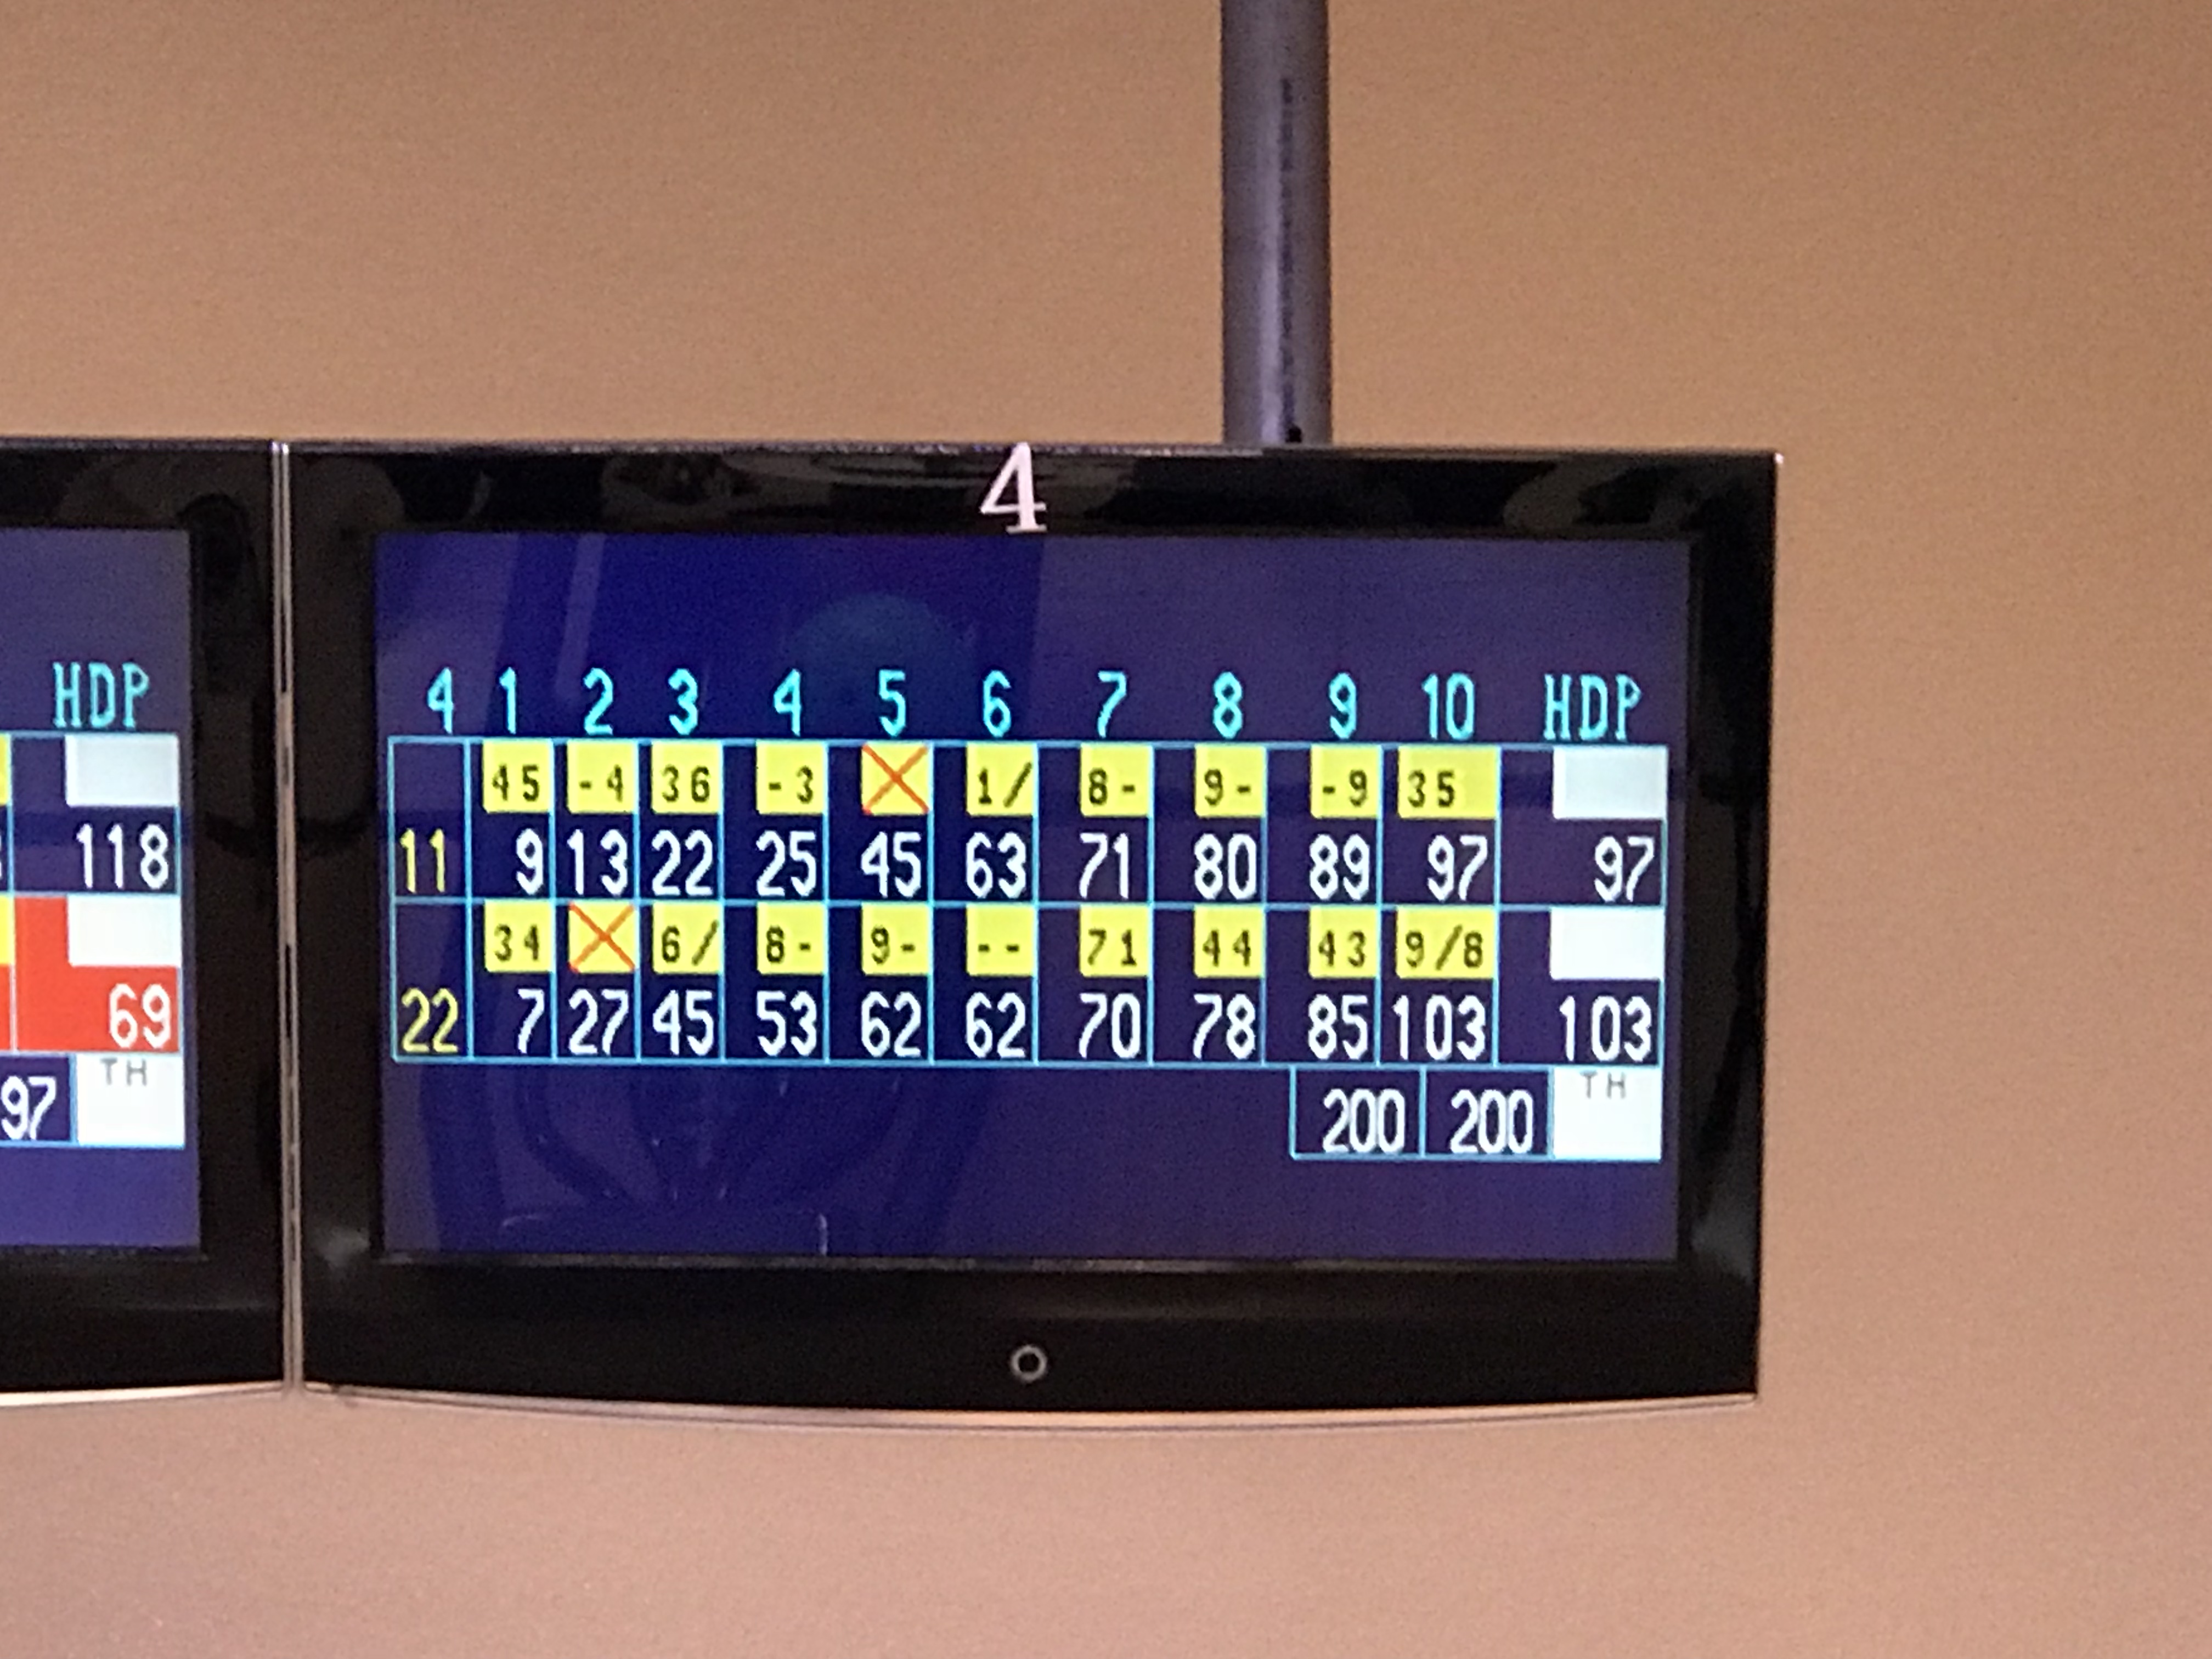 4
HDP
118
69
97
TH
4 1 2 3 4 5 6 7 8 9 10 HDP
45 -4 36 -3 X 1/ 8- 9- -9 35
11 9 13 22 25 45 63 71 80 89 97 97
34 X 6/ 8- 9- -- 71 44 43 9/8
22 7 27 45 53 62 62 70 78 85 103 103
200 200 TH